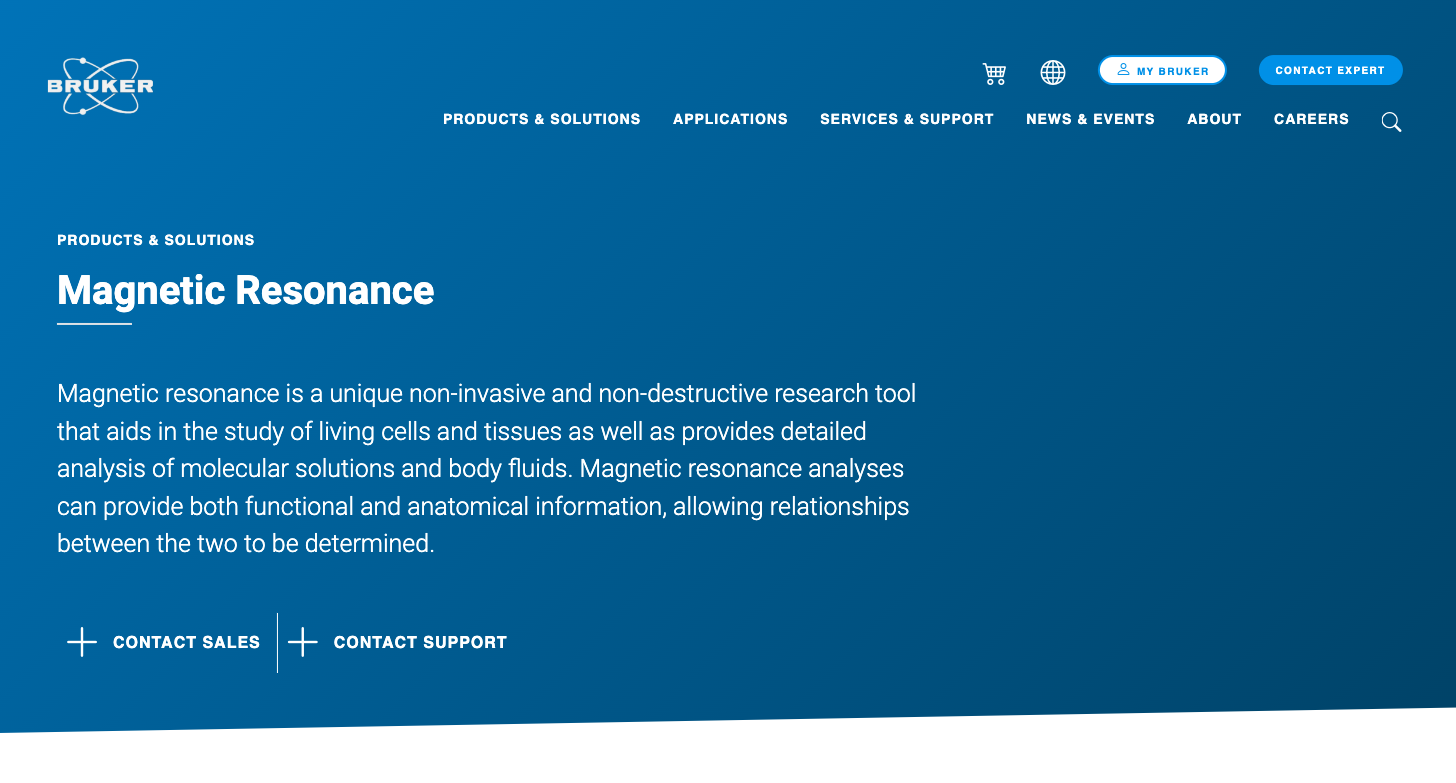 BRUKER
MY BRUKER
CONTACT EXPERT
PRODUCTS & SOLUTIONS
APPLICATIONS
SERVICES & SUPPORT
NEWS & EVENTS
ABOUT
CAREERS
PRODUCTS & SOLUTIONS
Magnetic Resonance
Magnetic resonance is a unique non-invasive and non-destructive research tool
that aids in the study of living cells and tissues as well as provides detailed
analysis of molecular solutions and body fluids. Magnetic resonance analyses
can provide both functional and anatomical information, allowing relationships
between the two to be determined.
CONTACT SALES
CONTACT SUPPORT